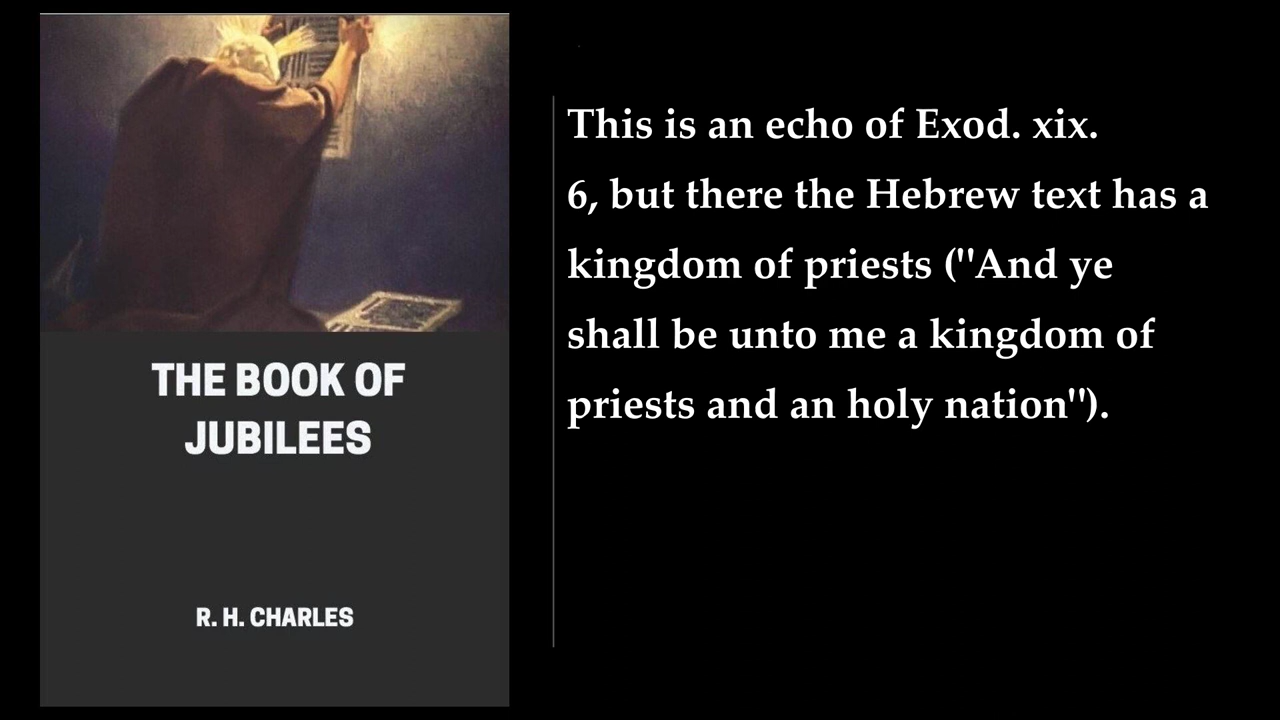 THE BOOK OF
JUBILEES
R. H. CHARLES
This is an echo of Exod. xix.
6, but there the Hebrew text has a
kingdom of priests ("And ye
shall be unto me a kingdom of
priests and an holy nation").